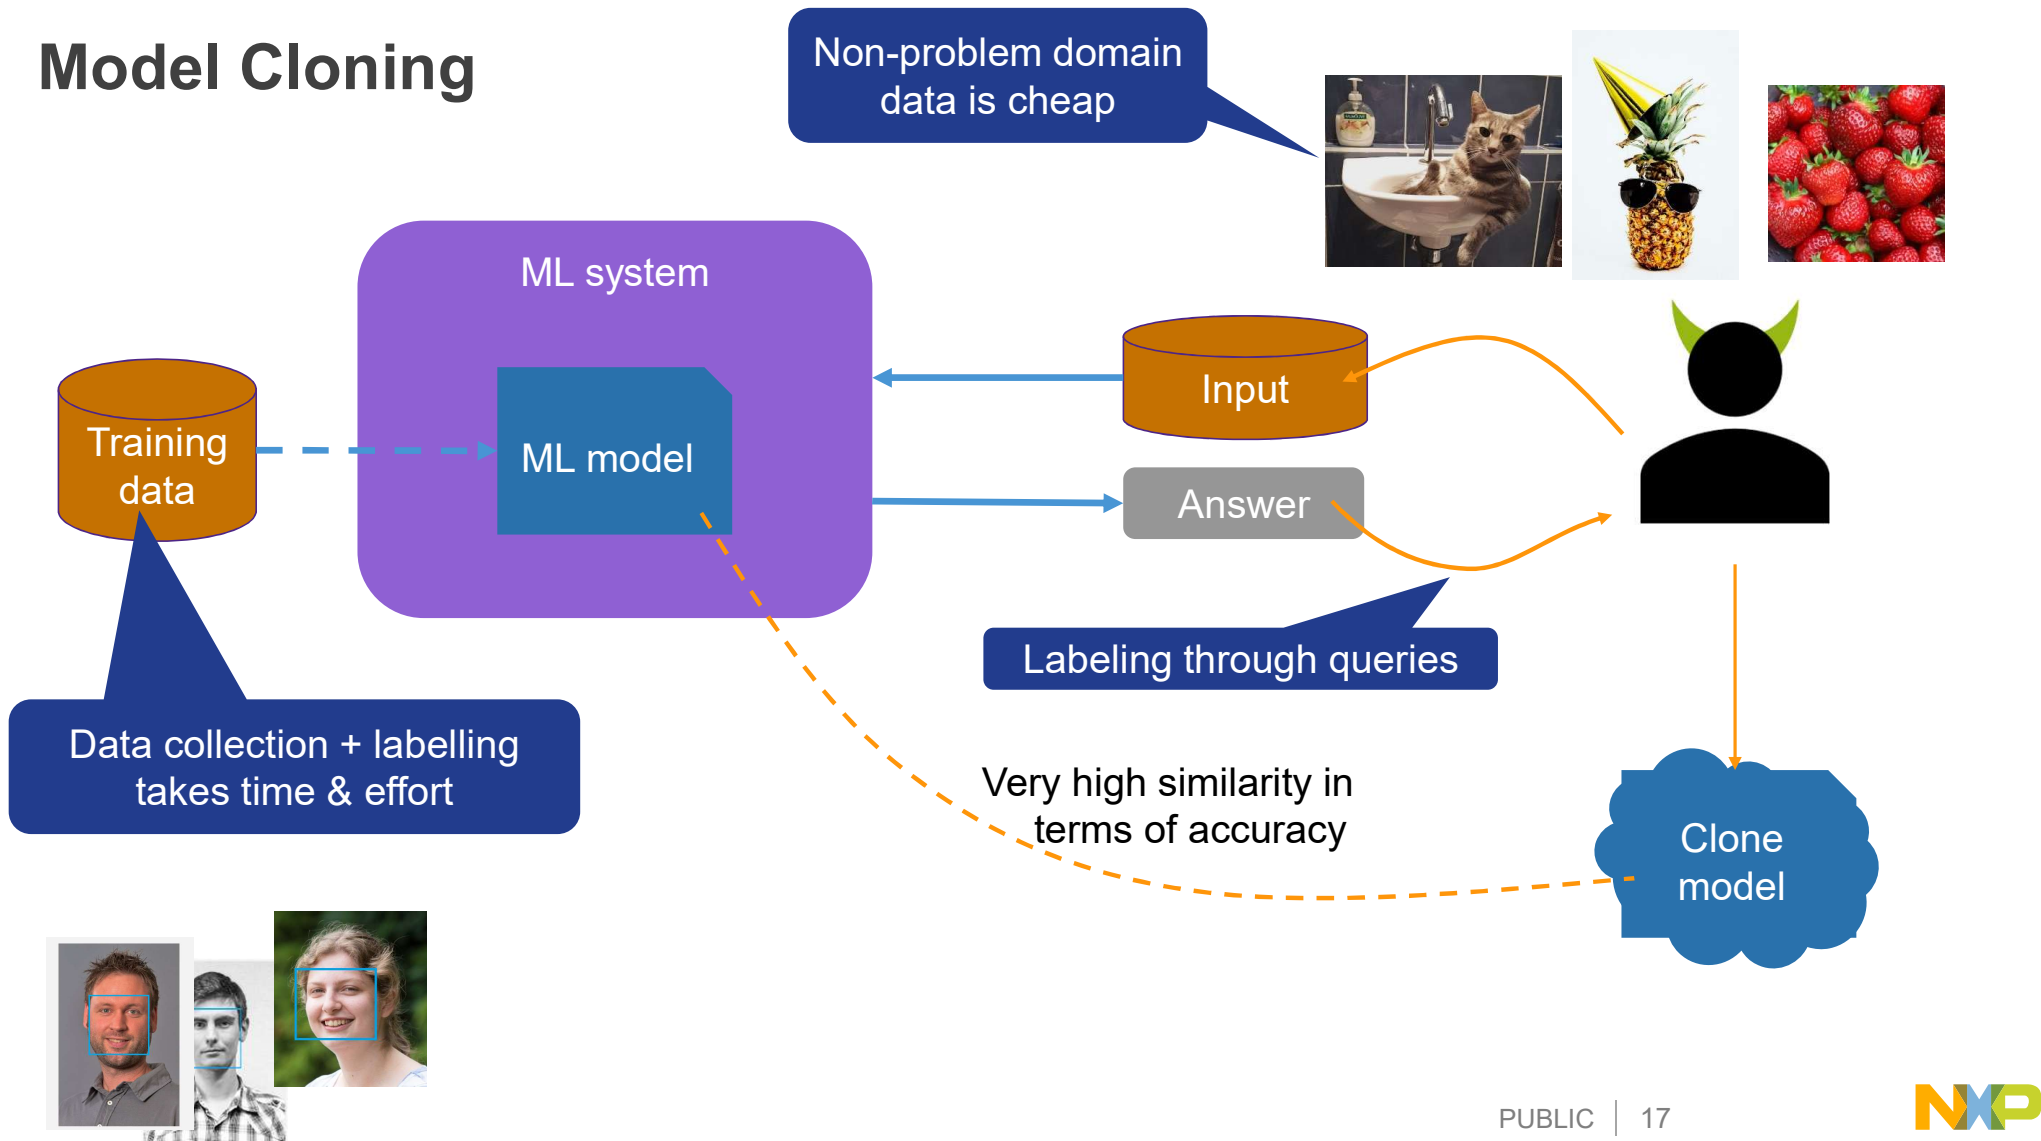 Model Cloning
Non-problem domain
data is cheap
ML system
Input
Training
data
ML model
Answer
Labeling through queries
Data collection + labelling
takes time & effort
Very high similarity in
terms of accuracy
Clone
model
PUBLIC
17
NXP